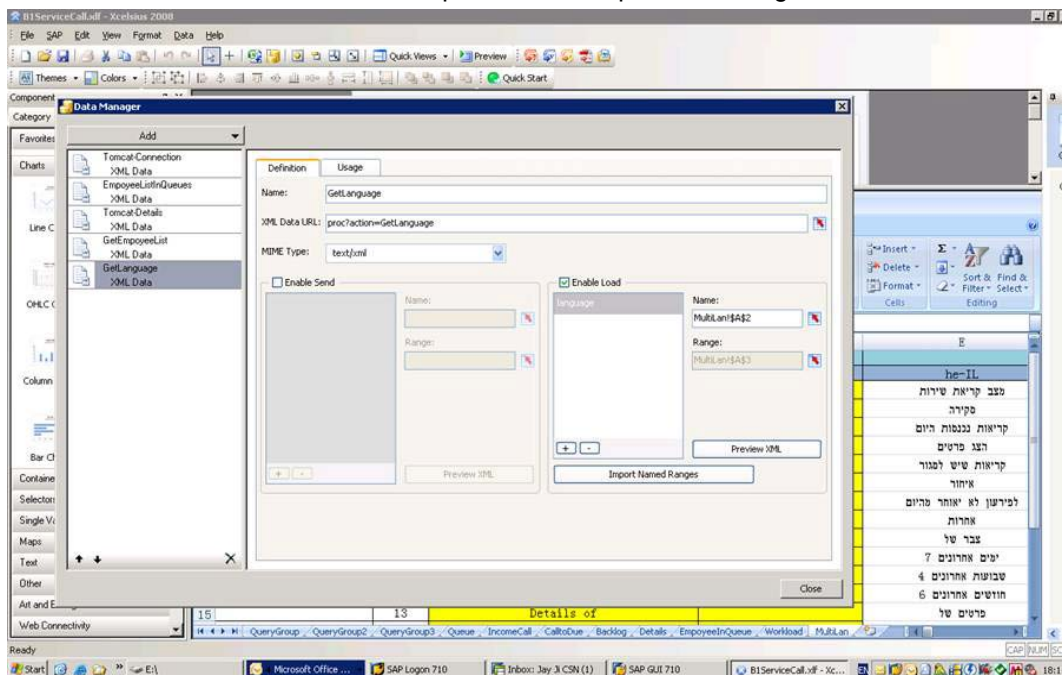 B1ServiceCall.xlf - Xcelsius 2008
File SAP Edit View Format Data Help
Quick Views Preview
Themes Colors Quick Start
Component
Category
Favorites
Charts
Line C
OHLC C
Column
Bar Ch
Containe
Selectors
Single Va
Maps
Text
Other
Art and
Web Connectivity
Data Manager
Add
Tomcat-Connection
XML Data
EmpoyeeListInQueues
XML Data
Tomcat-Details
XML Data
GetEmpoyeeList
XML Data
GetLanguage
XML Data
Definition Usage
Name: GetLanguage
XML Data URL: proc?action=GetLanguage
MIME Type: text/xml
Enable Send
Name:
Range:
+ -
Preview XML
Enable Load
language
Name:
MultiLan!$A$2
Range:
MultiLan!$A$3
+ -
Preview XML
Import Named Ranges
Close
Insert
Delete
Format
Cells
Σ
Sort & Find &
Filter Select
Editing
E
he-IL
מצב קריאת שירות
סקירה
קריאות נכנסות היום
הצג פרטים
קריאות שיש לסגור
איחור
לפירעון לא יאוחר מהיום
אחרות
צבר של
ימים אחרונים 7
שבועות אחרונים 4
חודשים אחרונים 6
פרטים של
15 13 Details of
QueryGroup QueryGroup2 QueryGroup3 Queue IncomeCall CalltoDue Backlog Details EmployeeInQueue Workload MultiLan
Ready
CAP NUM SC
Start E:\ Microsoft Office ... SAP Logon 710 Inbox: Jay Ji CSN (1) SAP GUI 710 B1ServiceCall.xlf - Xc... EN 18:1